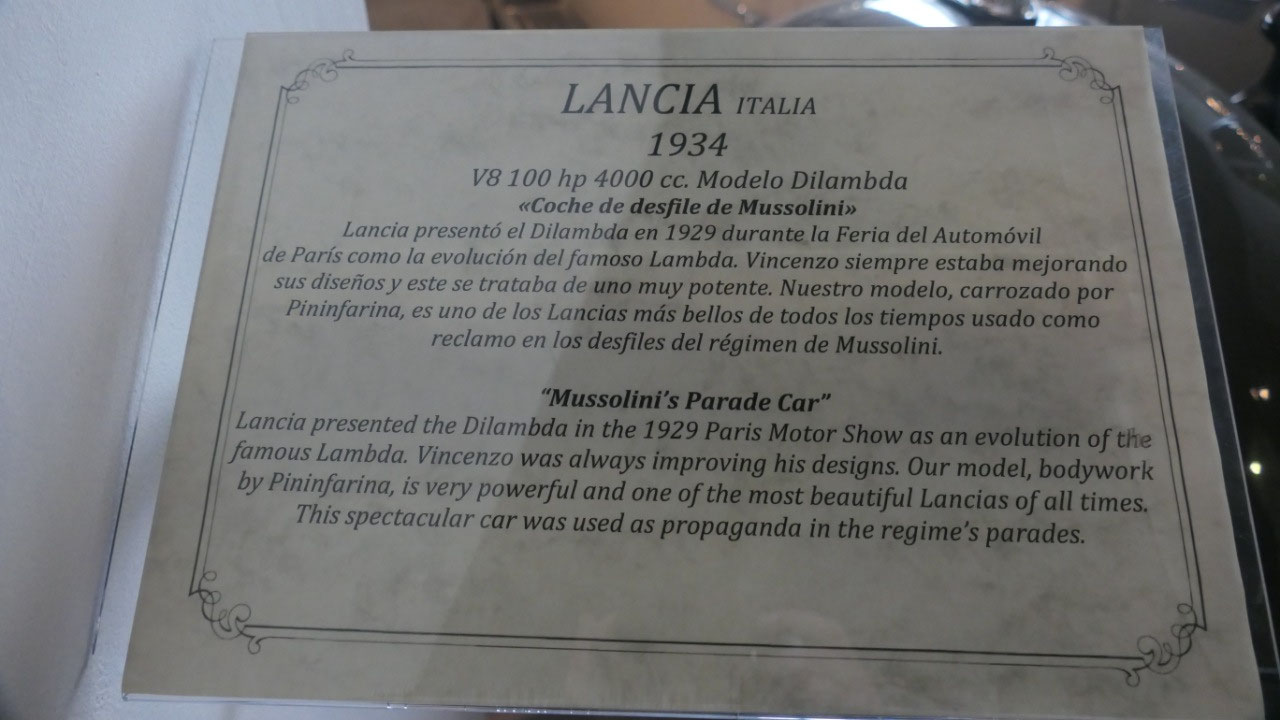 LANCIA ITALIA
1934
V8 100 hp 4000 cc. Modelo Dilambda
«Coche de desfile de Mussolini»
Lancia presentó el Dilambda en 1929 durante la Feria del Automóvil
de París como la evolución del famoso Lambda. Vincenzo siempre estaba mejorando
sus diseños y este se trataba de uno muy potente. Nuestro modelo, carrozado por
Pininfarina, es uno de los Lancias más bellos de todos los tiempos usado como
reclamo en los desfiles del régimen de Mussolini.
“Mussolini’s Parade Car”
Lancia presented the Dilambda in the 1929 Paris Motor Show as an evolution of the
famous Lambda. Vincenzo was always improving his designs. Our model, bodywork
by Pininfarina, is very powerful and one of the most beautiful Lancias of all times.
This spectacular car was used as propaganda in the regime’s parades.